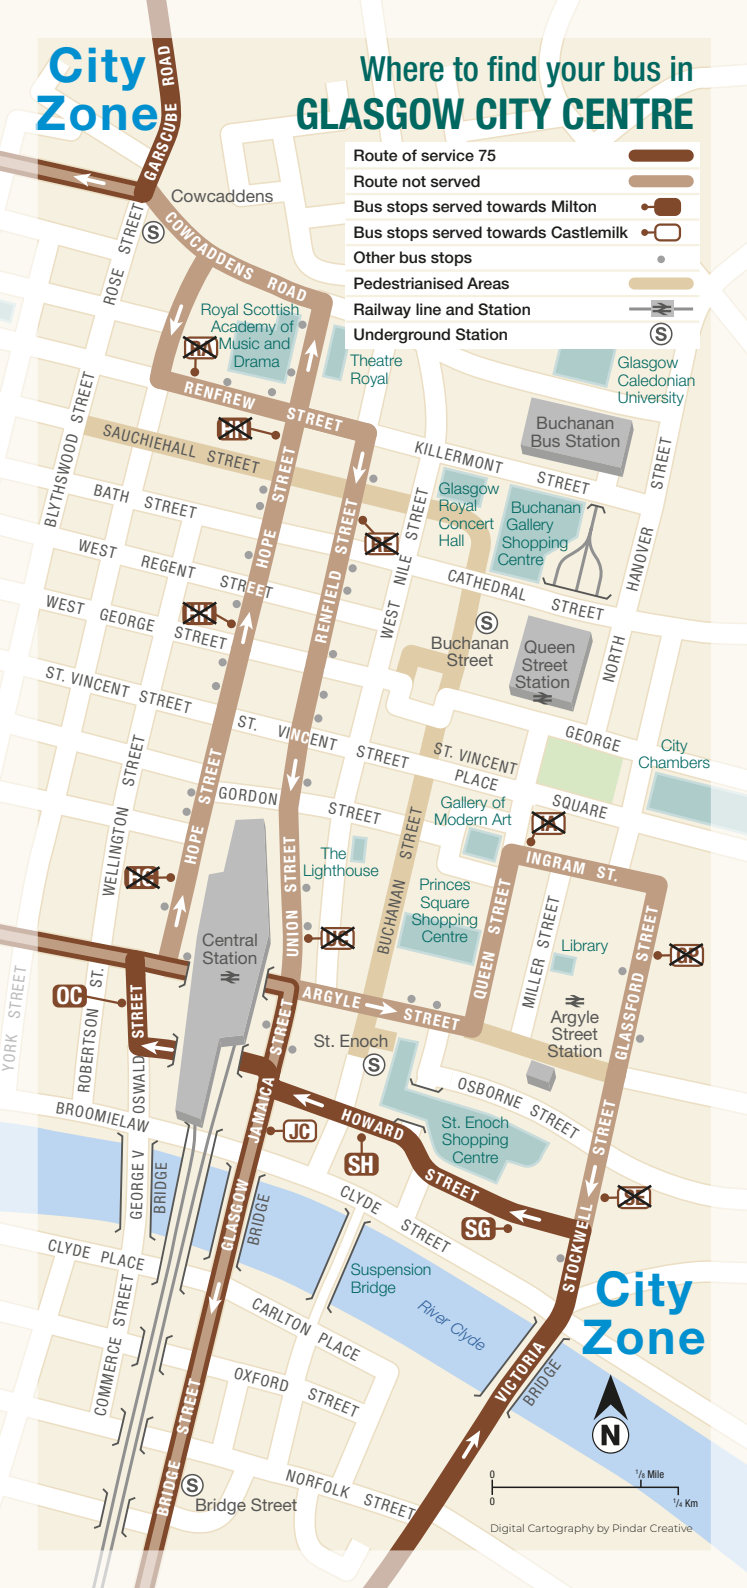 City
Zone
GARSCUBE ROAD
Where to find your bus in
GLASGOW CITY CENTRE
Route of service 75
Route not served
Bus stops served towards Milton
Bus stops served towards Castlemilk
Other bus stops
Pedestrianised Areas
Railway line and Station
Underground Station
S
Cowcaddens
S
ROSE STREET
COWCADDENS ROAD
Royal Scottish
Academy of
Music and
Drama
RA
Theatre
Royal
Glasgow
Caledonian
University
RENFREW STREET
Buchanan
Bus Station
SAUCHIEHALL STREET
BLYTHSWOOD STREET
KILLERMONT STREET
BATH STREET
HOPE STREET
RENFIELD STREET
WEST NILE STREET
Glasgow
Royal
Concert
Hall
Buchanan
Gallery
Shopping
Centre
NORTH HANOVER STREET
RE
WEST REGENT STREET
CATHEDRAL STREET
WEST GEORGE STREET
S
Buchanan
Street
Queen
Street
Station
ST. VINCENT STREET
ST. VINCENT STREET
ST. VINCENT
PLACE
GEORGE
SQUARE
City
Chambers
WELLINGTON STREET
HOPE STREET
GORDON STREET
Gallery of
Modern Art
IA
INGRAM ST.
The
Lighthouse
UNION STREET
BUCHANAN STREET
Princes
Square
Shopping
Centre
QUEEN STREET
MILLER STREET
Library
GLASSFORD STREET
GP
Central
Station
OC
YORK STREET
ROBERTSON ST.
OSWALD STREET
ARGYLE STREET
Argyle
Street
Station
St. Enoch
S
JAMAICA STREET
OSBORNE STREET
BROOMIELAW
JC
HOWARD STREET
SH
St. Enoch
Shopping
Centre
GEORGE V
BRIDGE
GLASGOW
BRIDGE
CLYDE STREET
SG
SE
STOCKWELL STREET
CLYDE PLACE
Suspension
Bridge
River Clyde
City
Zone
COMMERCE STREET
CARLTON PLACE
VICTORIA
BRIDGE
OXFORD STREET
N
BRIDGE STREET
S
Bridge Street
NORFOLK STREET
0 1/8 Mile
0 1/4 Km
Digital Cartography by Pindar Creative